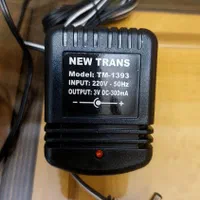 NEW TRANS
Model: TM-1393
INPUT: 220V - 50Hz
OUTPUT: 3V DC-300mA
- +